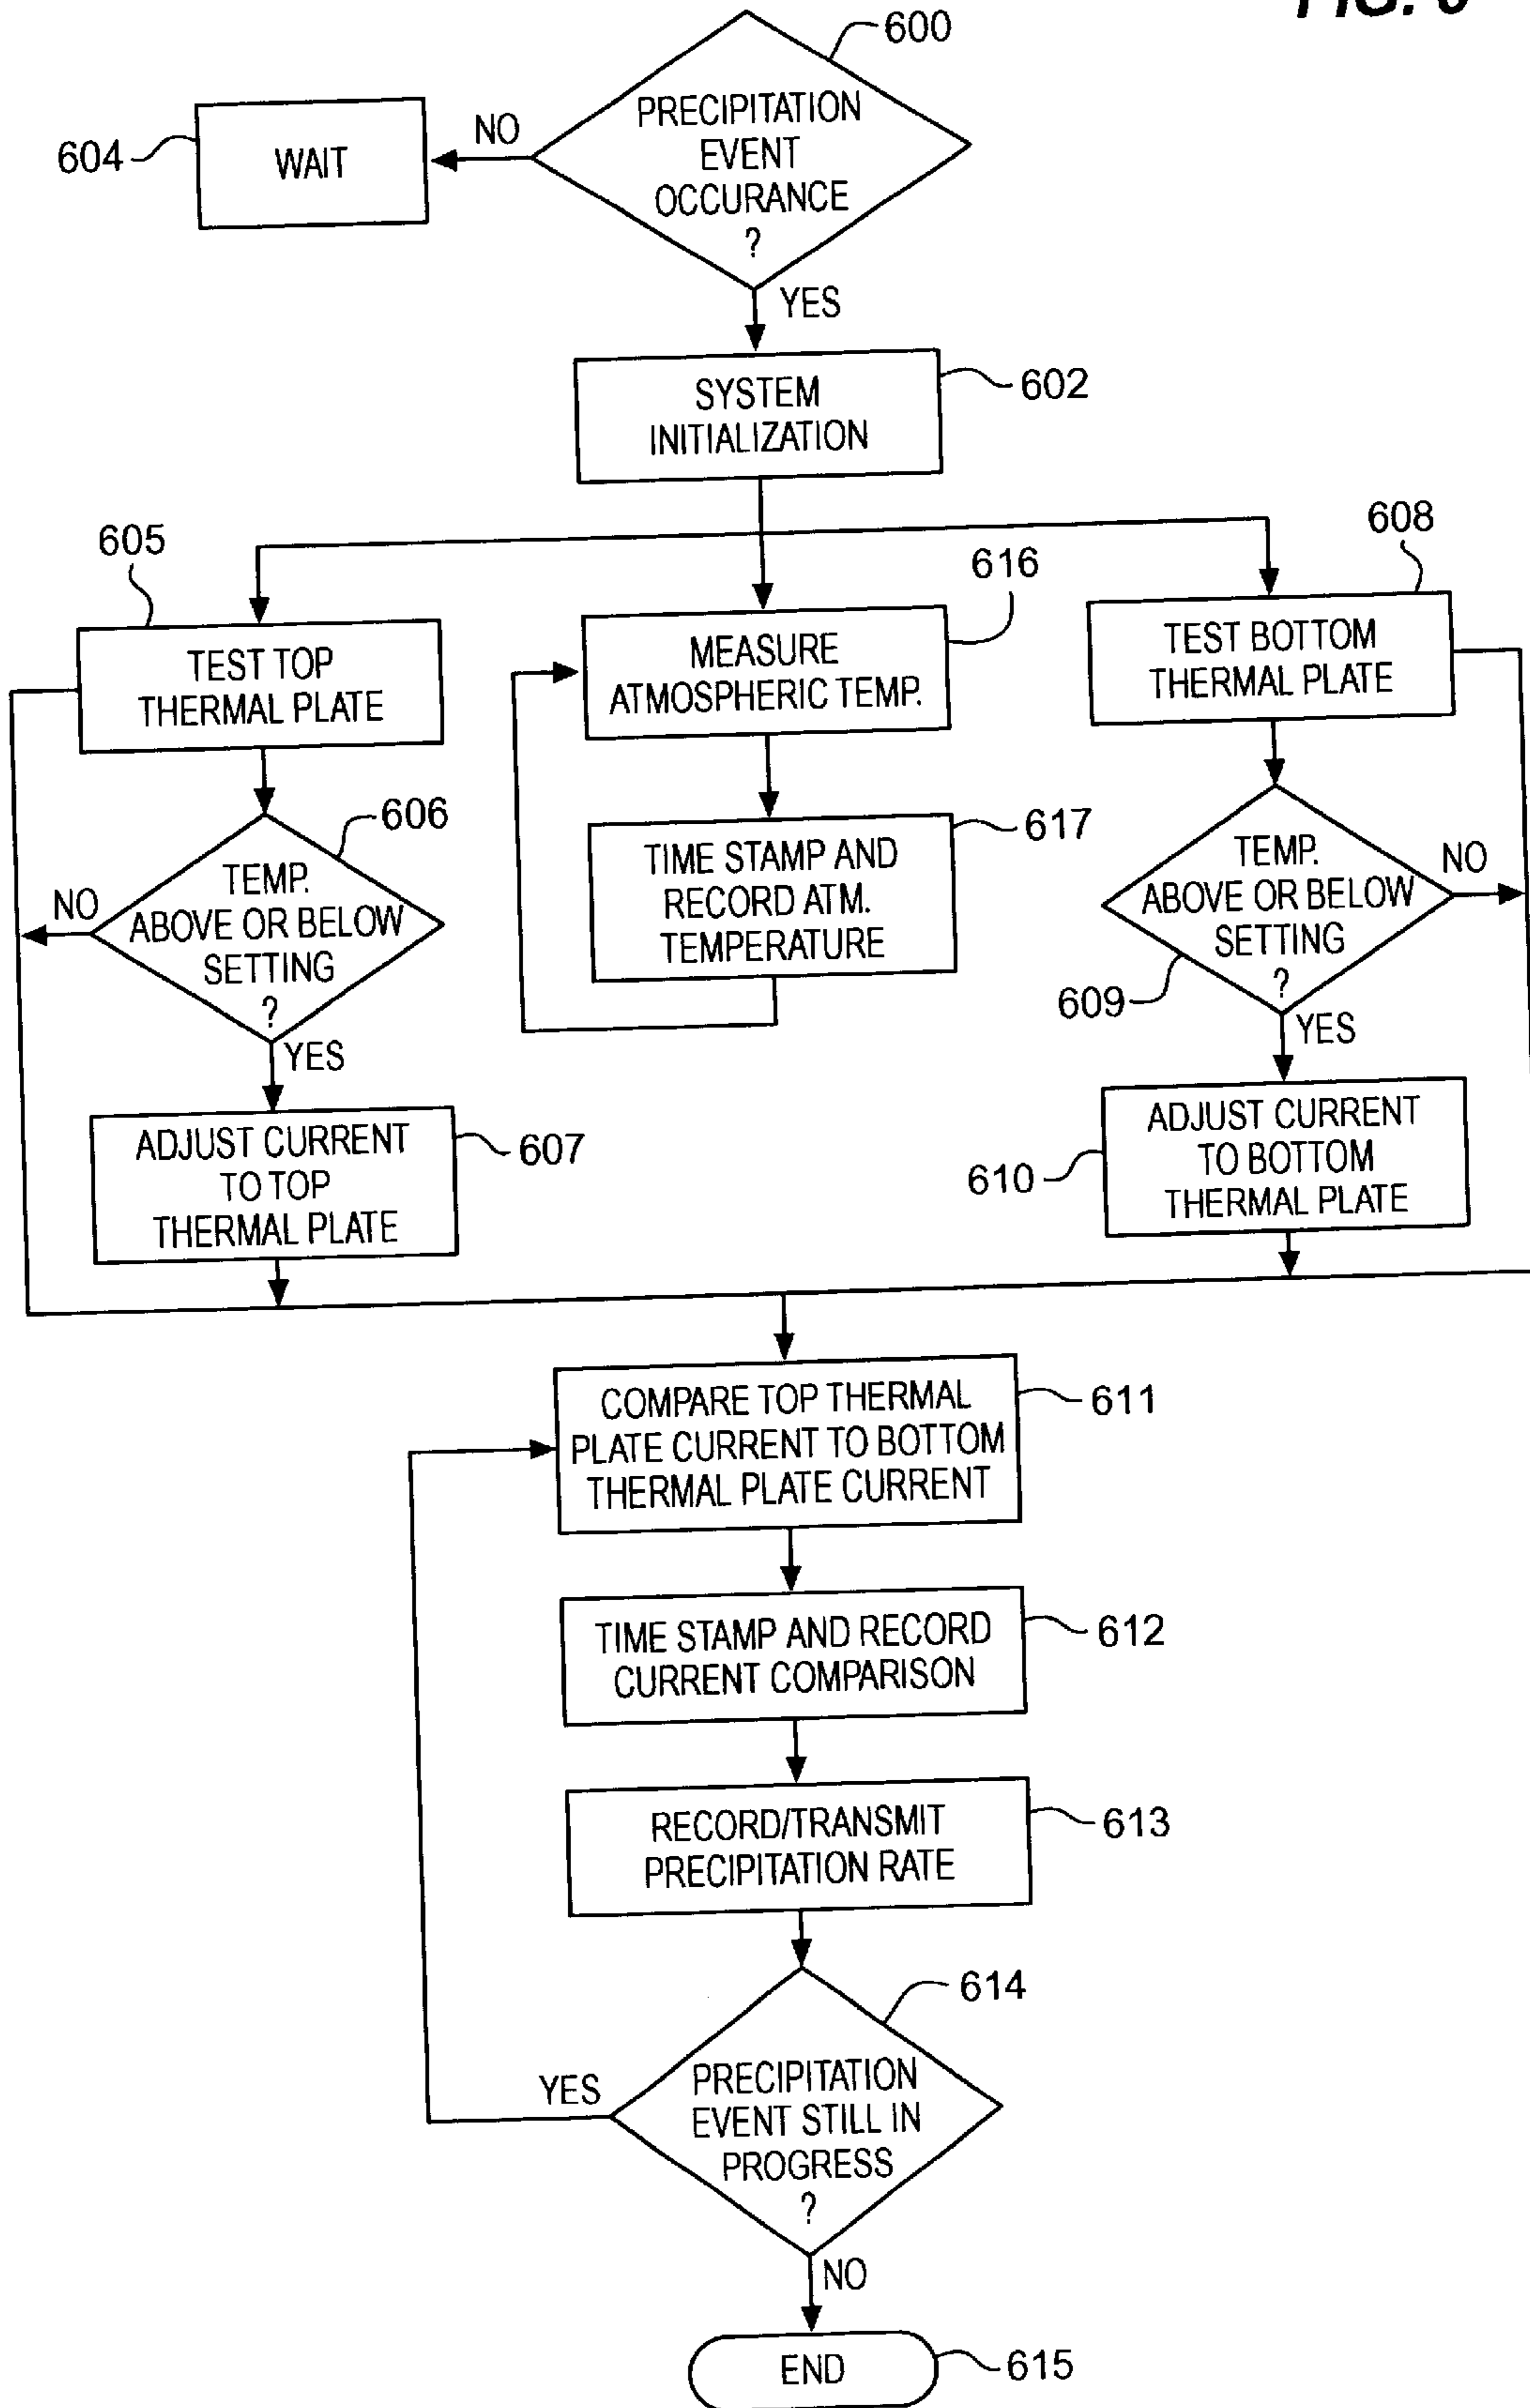 FIG. 6
600
PRECIPITATION
EVENT
OCCURANCE
?
NO
604
WAIT
YES
SYSTEM
INITIALIZATION
602
605
TEST TOP
THERMAL PLATE
616
MEASURE
ATMOSPHERIC TEMP.
608
TEST BOTTOM
THERMAL PLATE
606
TEMP.
ABOVE OR BELOW
SETTING
?
NO
YES
617
TIME STAMP AND
RECORD ATM.
TEMPERATURE
TEMP.
ABOVE OR BELOW
SETTING
?
NO
609
YES
ADJUST CURRENT
TO TOP
THERMAL PLATE
607
ADJUST CURRENT
TO BOTTOM
THERMAL PLATE
610
COMPARE TOP THERMAL
PLATE CURRENT TO BOTTOM
THERMAL PLATE CURRENT
611
TIME STAMP AND RECORD
CURRENT COMPARISON
612
RECORD/TRANSMIT
PRECIPITATION RATE
613
614
PRECIPITATION
EVENT STILL IN
PROGRESS
?
YES
NO
END
615